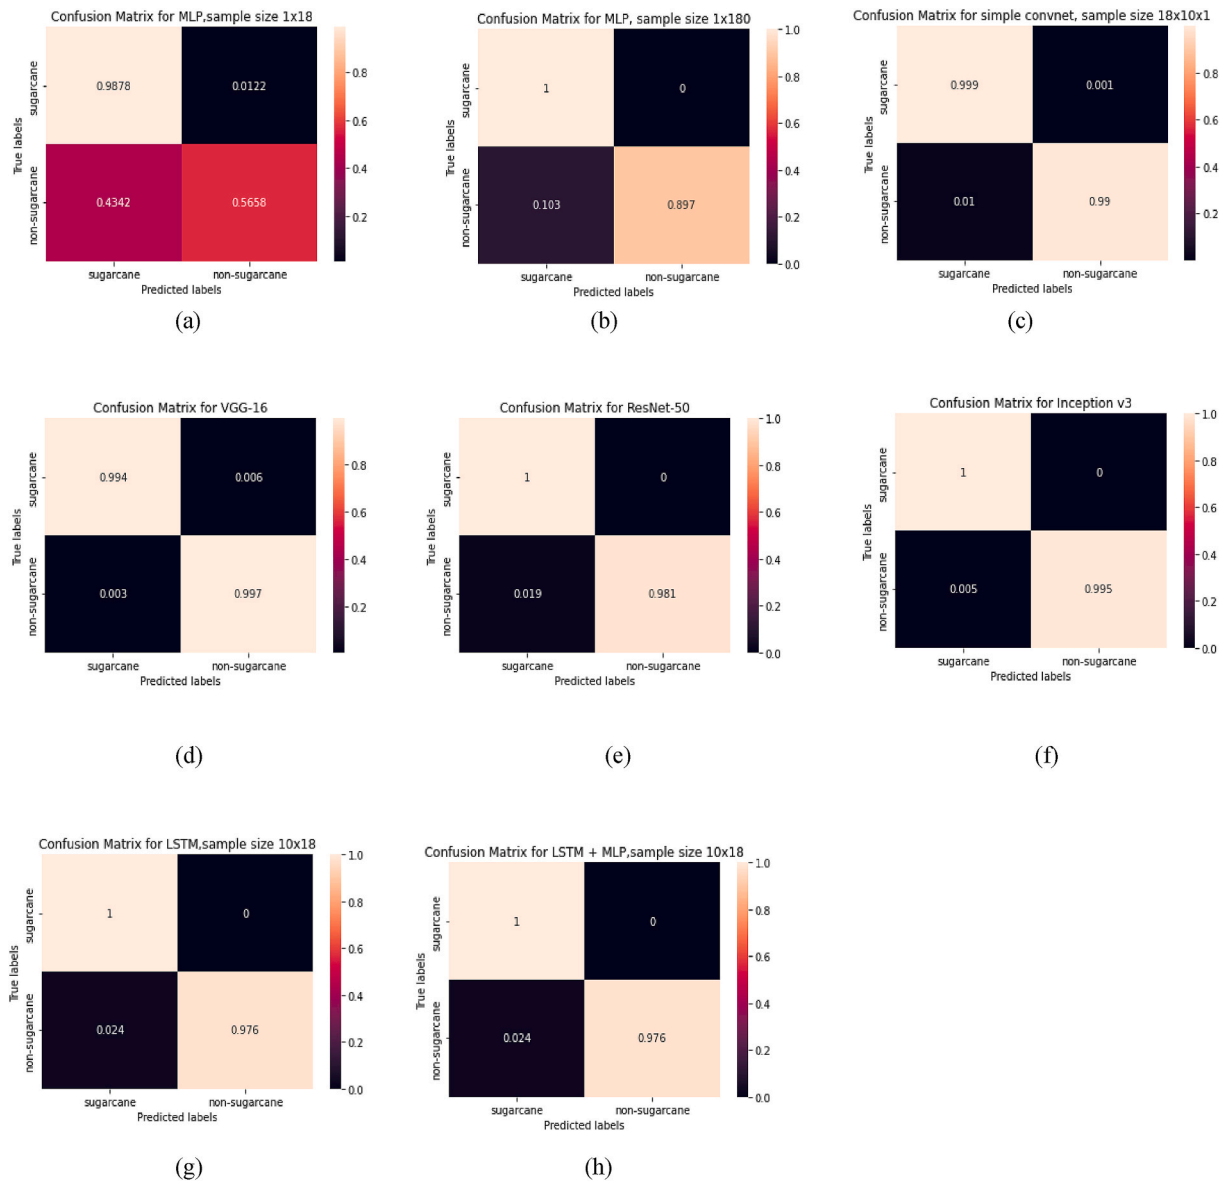 Confusion Matrix for MLP,sample size 1x18
sugarcane
non-sugarcane
True labels
0.9878
0.0122
0.4342
0.5658
sugarcane
non-sugarcane
Predicted labels
0.8
0.6
0.4
0.2
(a)
Confusion Matrix for MLP, sample size 1x180
sugarcane
non-sugarcane
True labels
1
0
0.103
0.897
sugarcane
non-sugarcane
Predicted labels
1.0
0.8
0.6
0.4
0.2
0.0
(b)
Confusion Matrix for simple convnet, sample size 18x10x1
sugarcane
non-sugarcane
True labels
0.999
0.001
0.01
0.99
sugarcane
non-sugarcane
Predicted labels
0.8
0.6
0.4
0.2
(c)
Confusion Matrix for VGG-16
sugarcane
non-sugarcane
True labels
0.994
0.006
0.003
0.997
sugarcane
non-sugarcane
Predicted labels
0.8
0.6
0.4
0.2
(d)
Confusion Matrix for ResNet-50
sugarcane
non-sugarcane
True labels
1
0
0.019
0.981
sugarcane
non-sugarcane
Predicted labels
1.0
0.8
0.6
0.4
0.2
0.0
(e)
Confusion Matrix for Inception v3
sugarcane
non-sugarcane
True labels
1
0
0.005
0.995
sugarcane
non-sugarcane
Predicted labels
1.0
0.8
0.6
0.4
0.2
0.0
(f)
Confusion Matrix for LSTM,sample size 10x18
sugarcane
non-sugarcane
True labels
1
0
0.024
0.976
sugarcane
non-sugarcane
Predicted labels
1.0
0.8
0.6
0.4
0.2
0.0
(g)
Confusion Matrix for LSTM + MLP,sample size 10x18
sugarcane
non-sugarcane
True labels
1
0
0.024
0.976
sugarcane
non-sugarcane
Predicted labels
1.0
0.8
0.6
0.4
0.2
0.0
(h)